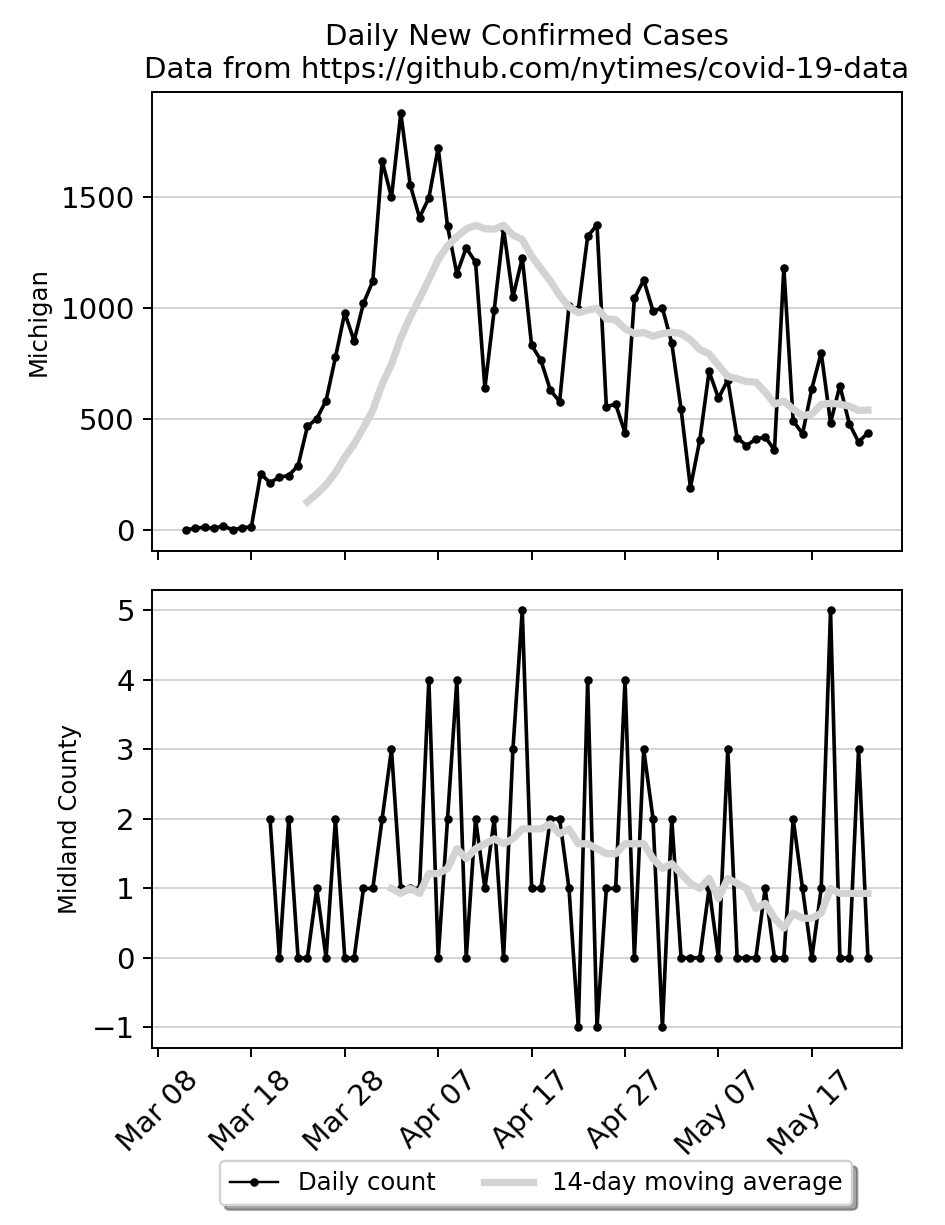 Daily New Confirmed Cases
Data from https://github.com/nytimes/covid-19-data
Michigan
1500
1000
500
0
Midland County
5
4
3
2
1
0
−1
Mar 08
Mar 18
Mar 28
Apr 07
Apr 17
Apr 27
May 07
May 17
Daily count
14-day moving average